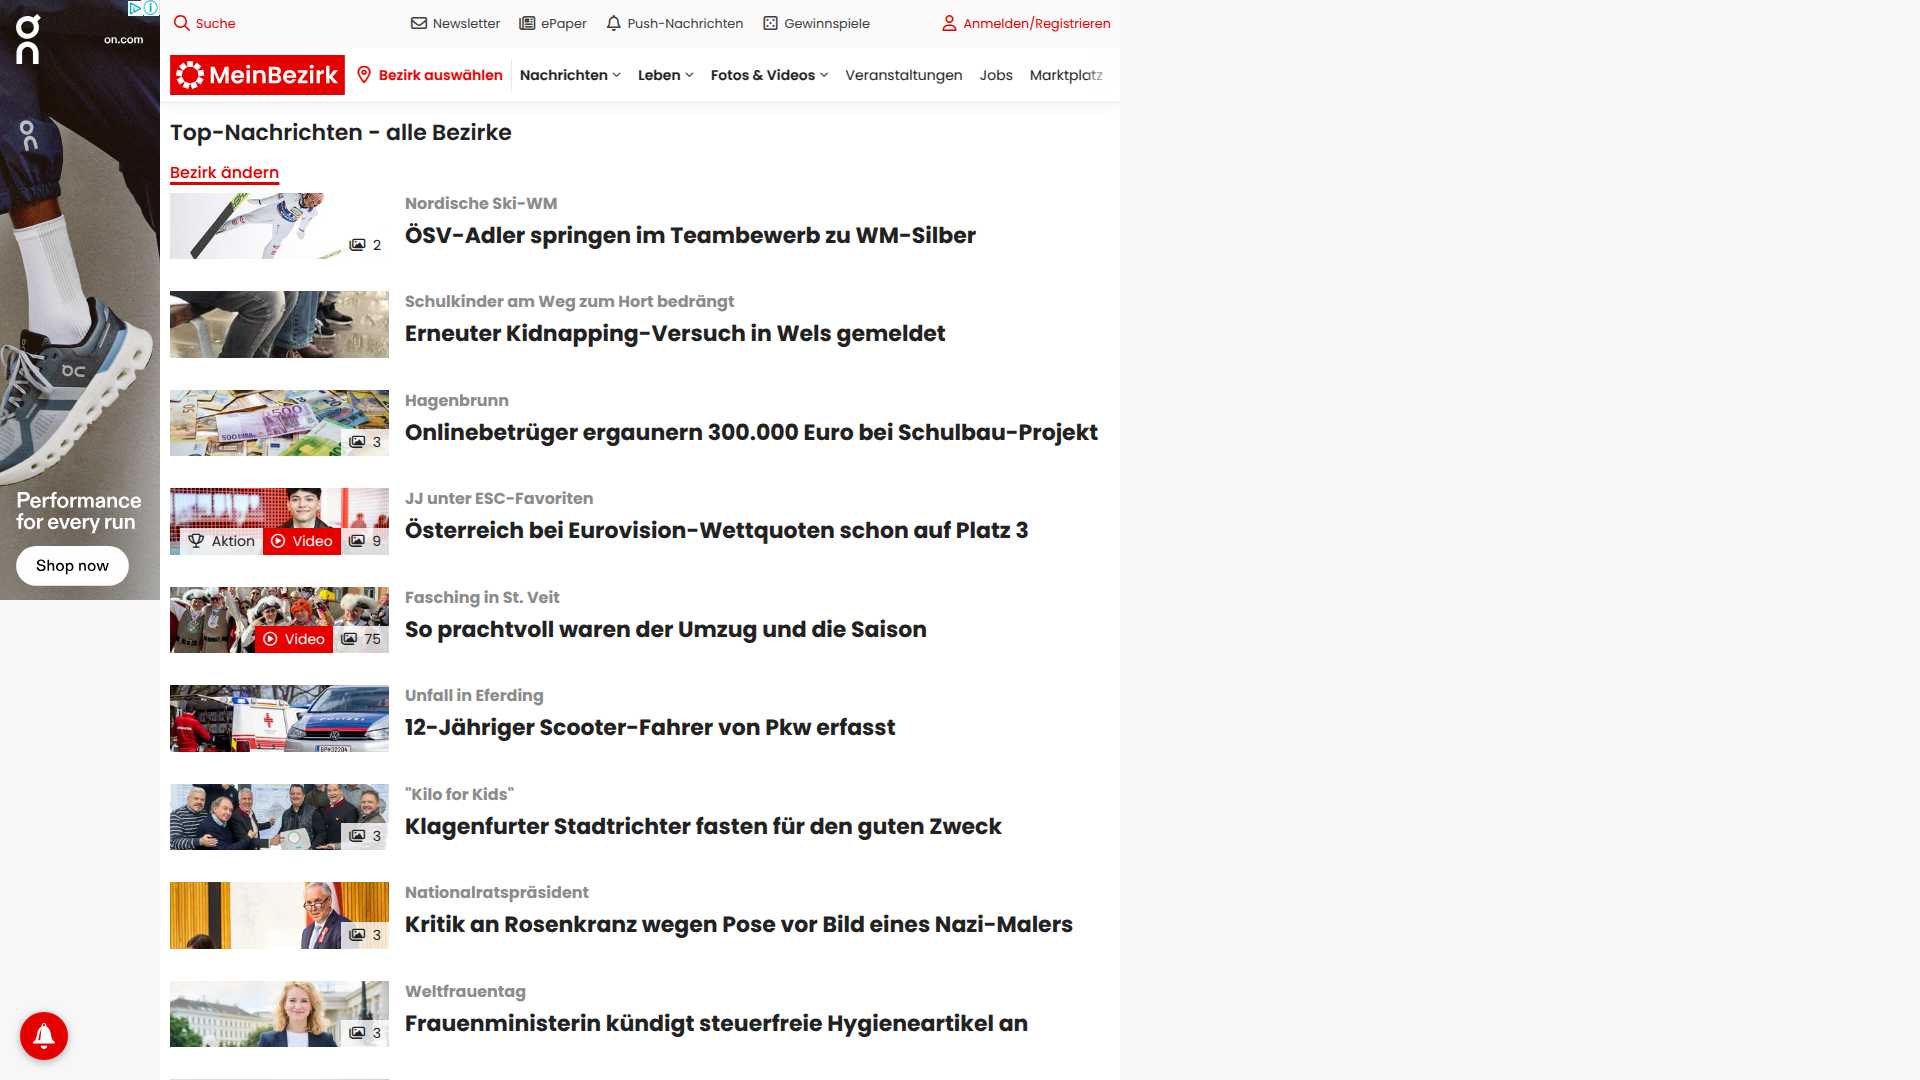 on.com
Performance
for every run
Shop now
Suche
Newsletter
ePaper
Push-Nachrichten
Gewinnspiele
Anmelden/Registrieren
MeinBezirk
Bezirk auswählen
Nachrichten
Leben
Fotos & Videos
Veranstaltungen
Jobs
Marktplatz
Top-Nachrichten - alle Bezirke
Bezirk ändern
2
Nordische Ski-WM
ÖSV-Adler springen im Teambewerb zu WM-Silber
Schulkinder am Weg zum Hort bedrängt
Erneuter Kidnapping-Versuch in Wels gemeldet
3
Hagenbrunn
Onlinebetrüger ergaunern 300.000 Euro bei Schulbau-Projekt
Aktion
Video
9
JJ unter ESC-Favoriten
Österreich bei Eurovision-Wettquoten schon auf Platz 3
Video
75
Fasching in St. Veit
So prachtvoll waren der Umzug und die Saison
Unfall in Eferding
12-Jähriger Scooter-Fahrer von Pkw erfasst
3
"Kilo for Kids"
Klagenfurter Stadtrichter fasten für den guten Zweck
3
Nationalratspräsident
Kritik an Rosenkranz wegen Pose vor Bild eines Nazi-Malers
3
Weltfrauentag
Frauenministerin kündigt steuerfreie Hygieneartikel an